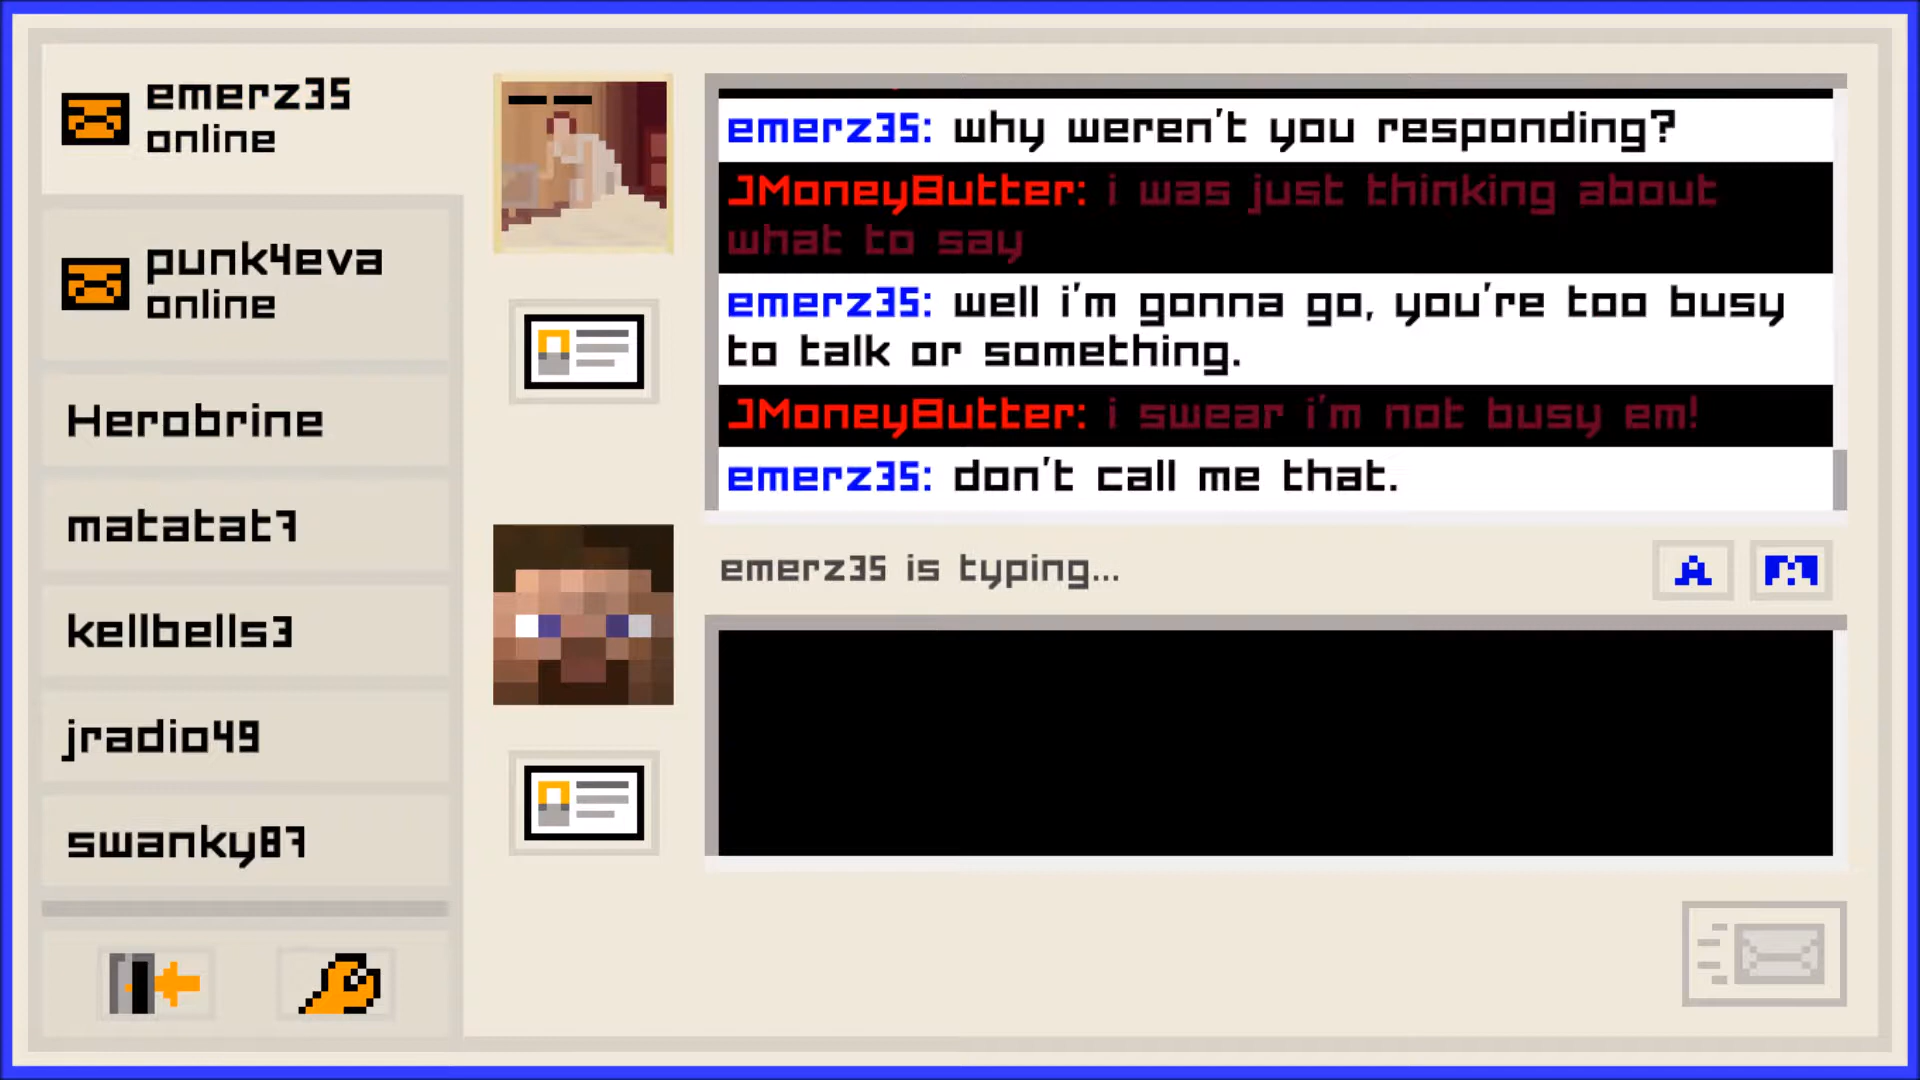 emerz35
online
punk4eva
online
Herobrine
matatat7
kellbells3
jradio49
swanky87
emerz35: why weren't you responding?
JMoneyButter: i was just thinking about
what to say
emerz35: well i'm gonna go, you're too busy
to talk or something.
JMoneyButter: i swear i'm not busy em!
emerz35: don't call me that.
emerz35 is typing...
A